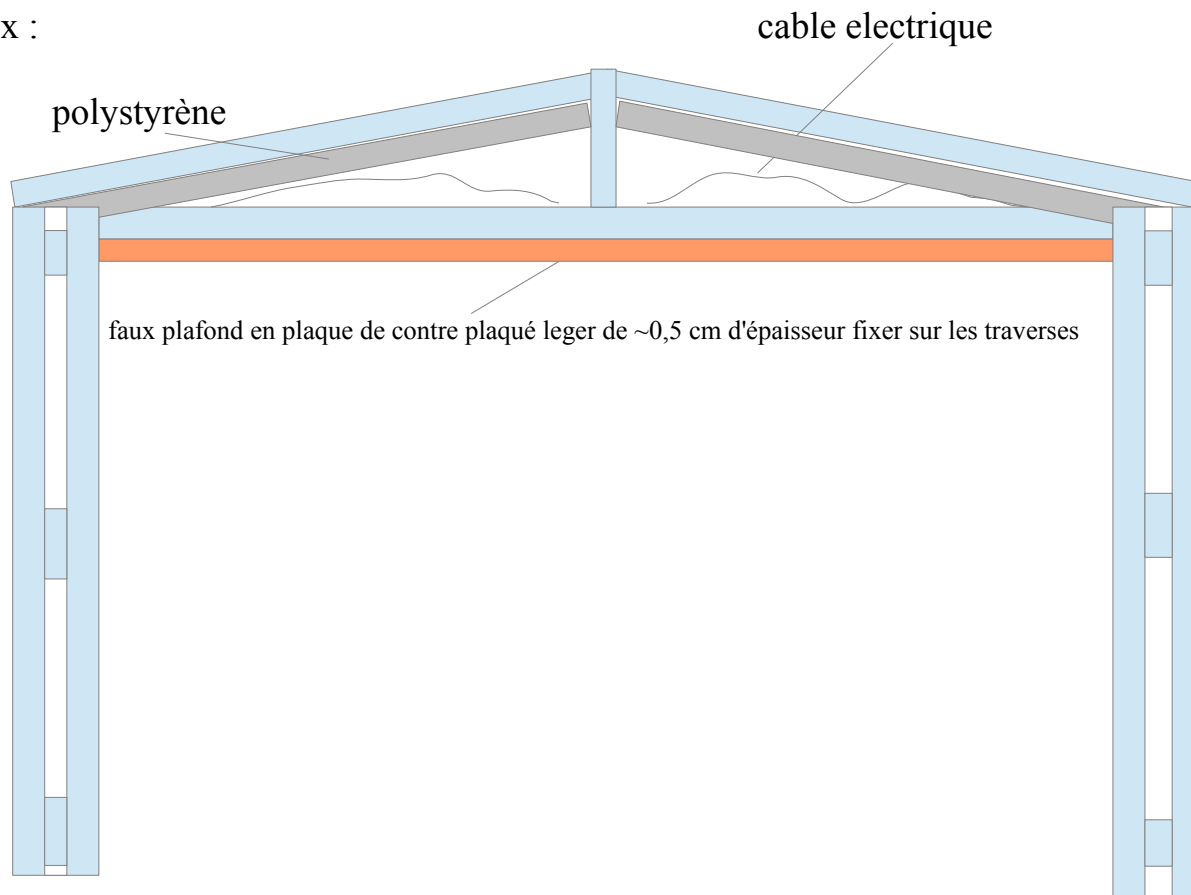 x :
cable electrique
polystyrène
faux plafond en plaque de contre plaqué leger de ~0,5 cm d'épaisseur fixer sur les traverses